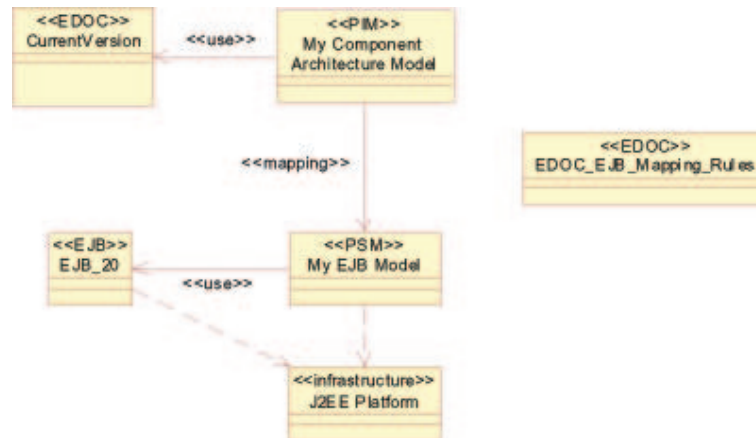 <<EDOC>>
CurrentVersion
<<use>>
<<PIM>>
My Component
Architecture Model
<<mapping>>
<<EDOC>>
EDOC_EJB_Mapping_Rules
<<EJB>>
EJB_20
<<use>>
<<PSM>>
My EJB Model
<<infrastructure>>
J2EE Platform